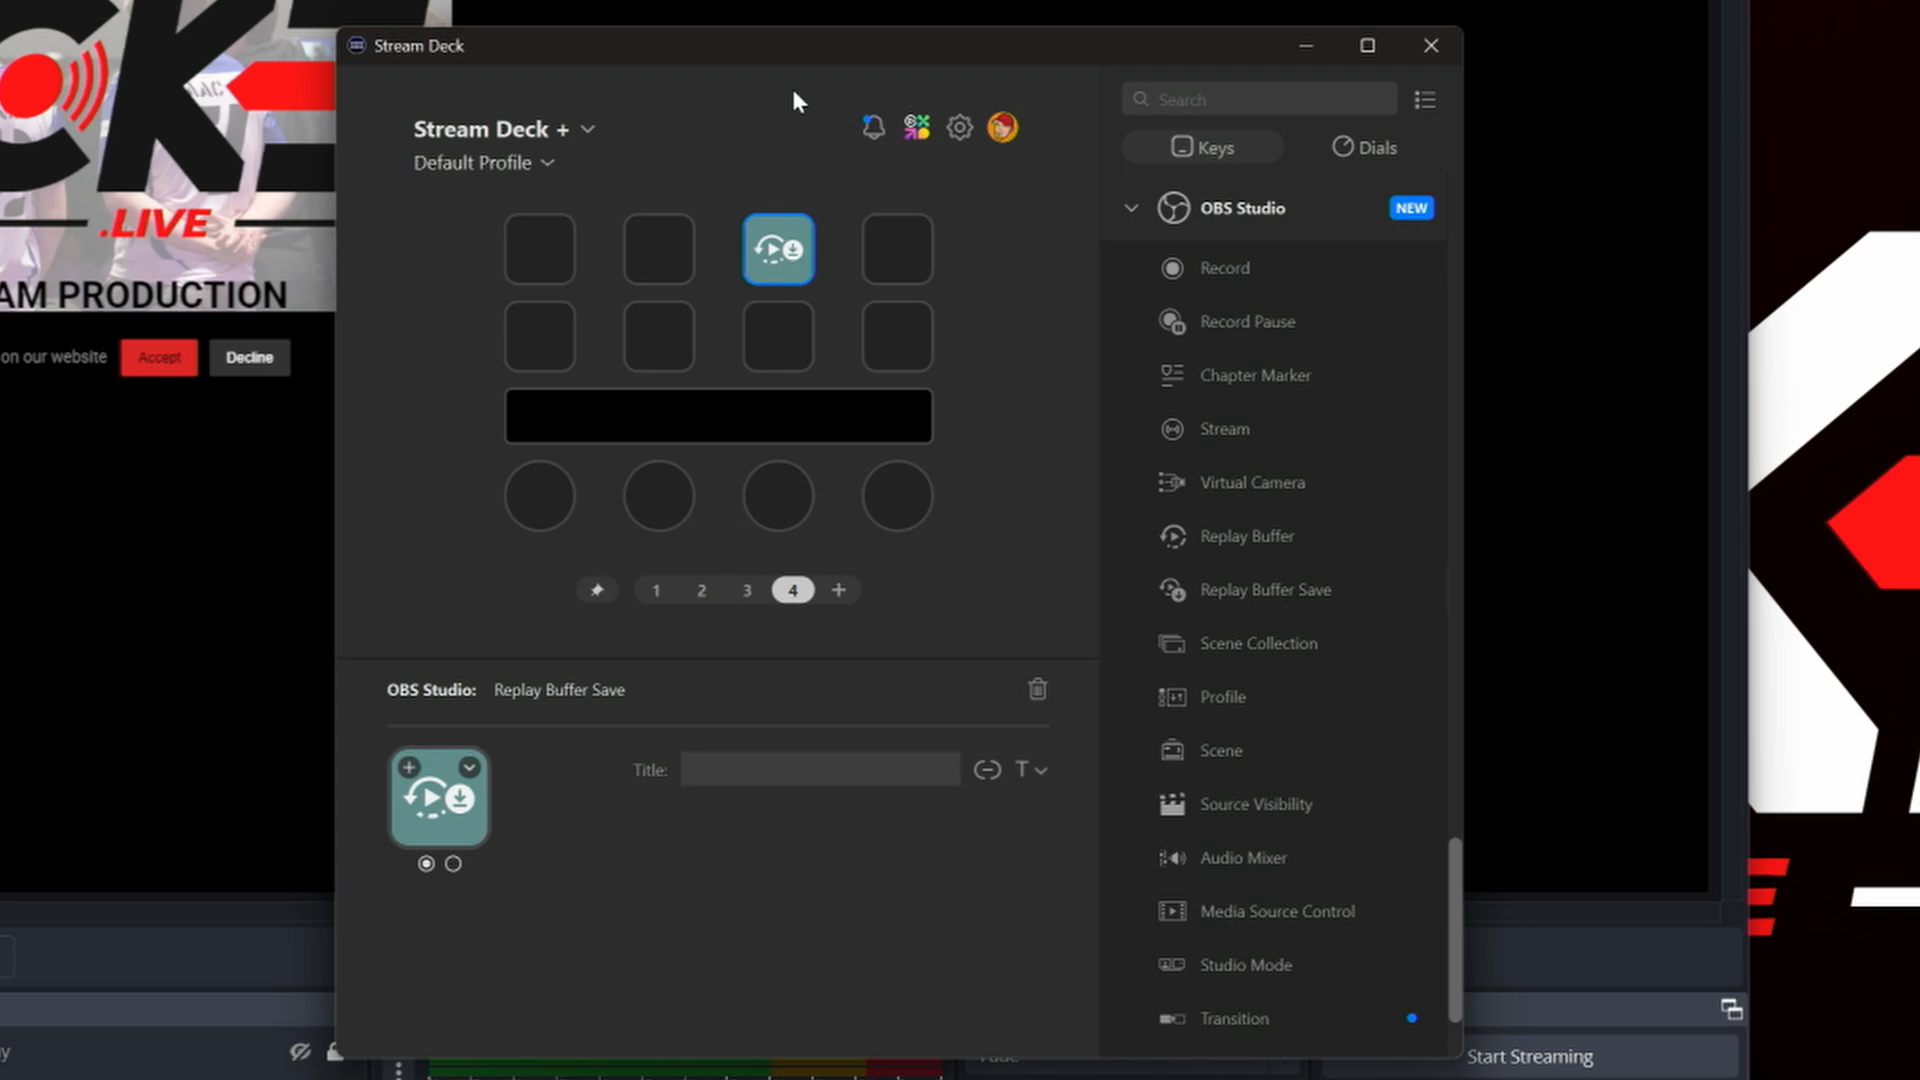 CK
.LIVE
AM PRODUCTION
on our website
Accept
Decline
Stream Deck
Stream Deck +
Default Profile
1
2
3
4
+
OBS Studio:
Replay Buffer Save
Title:
T
Search
Keys
Dials
OBS Studio
NEW
Record
Record Pause
Chapter Marker
Stream
Virtual Camera
Replay Buffer
Replay Buffer Save
Scene Collection
Profile
Scene
Source Visibility
Audio Mixer
Media Source Control
Studio Mode
Transition
Start Streaming